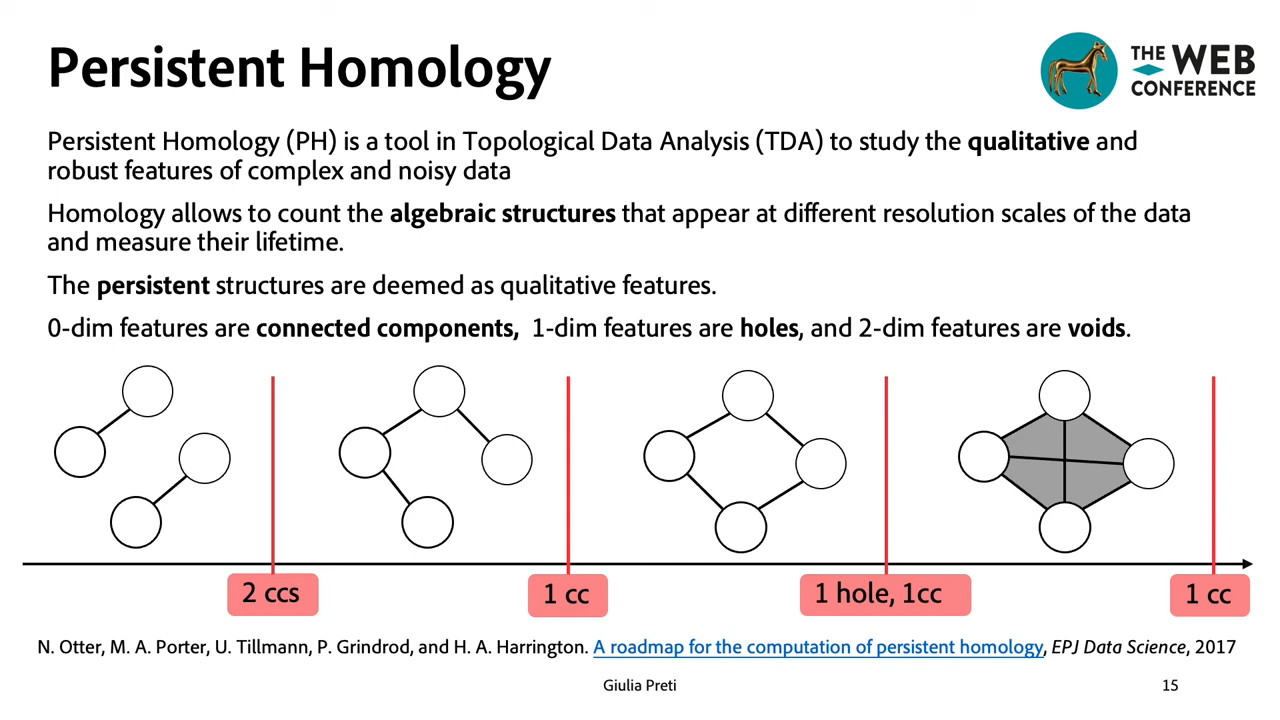 Persistent Homology
THE WEB
CONFERENCE
Persistent Homology (PH) is a tool in Topological Data Analysis (TDA) to study the qualitative and
robust features of complex and noisy data
Homology allows to count the algebraic structures that appear at different resolution scales of the data
and measure their lifetime.
The persistent structures are deemed as qualitative features.
0-dim features are connected components, 1-dim features are holes, and 2-dim features are voids.
2 ccs
1 cc
1 hole, 1cc
1 cc
N. Otter, M. A. Porter, U. Tillmann, P. Grindrod, and H. A. Harrington. A roadmap for the computation of persistent homology, EPJ Data Science, 2017
Giulia Preti
15